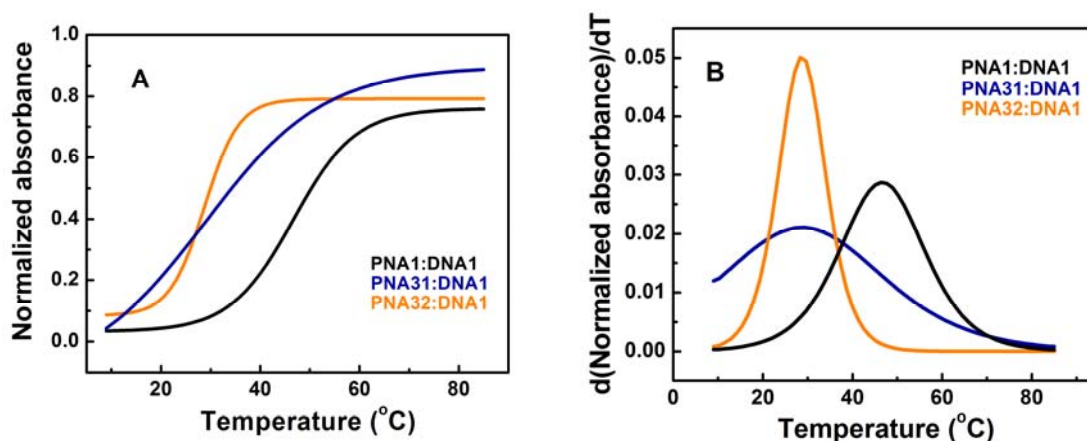 A
Normalized absorbance
1.0
0.8
0.6
0.4
0.2
0.0
20 40 60 80
Temperature (°C)
PNA1:DNA1
PNA31:DNA1
PNA32:DNA1
B
d(Normalized absorbance)/dT
0.05
0.04
0.03
0.02
0.01
0.00
0 20 40 60 80
Temperature (°C)
PNA1:DNA1
PNA31:DNA1
PNA32:DNA1